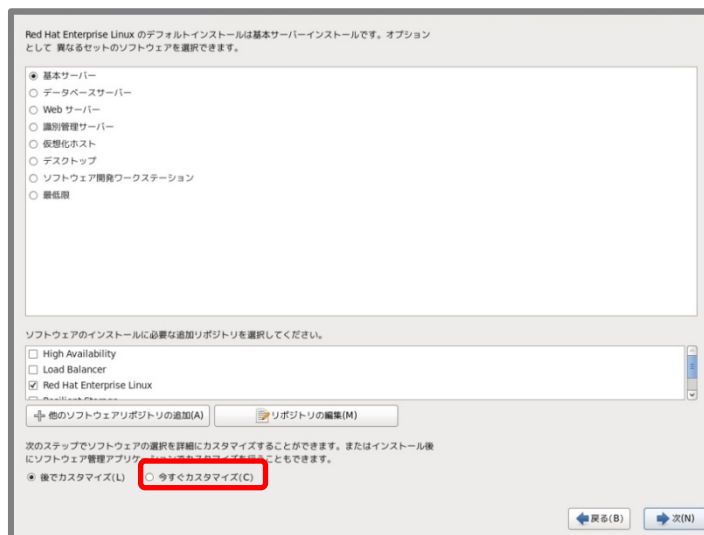 Red Hat Enterprise Linux のデフォルトインストールは基本サーバーインストールです。オプション
として 異なるセットのソフトウェアを選択できます。
基本サーバー
データベースサーバー
Web サーバー
識別管理サーバー
仮想化ホスト
デスクトップ
ソフトウェア開発ワークステーション
最低限
ソフトウェアのインストールに必要な追加リポジトリを選択してください。
High Availability
Load Balancer
Red Hat Enterprise Linux
Resilient Storage
他のソフトウェアリポジトリの追加(A) リポジトリの編集(M)
次のステップでソフトウェアの選択を詳細にカスタマイズすることができます。またはインストール後
にソフトウェア管理アプリケーションでカスタマイズを行うこともできます。
後でカスタマイズ(L) 今すぐカスタマイズ(C)
戻る(B) 次(N)